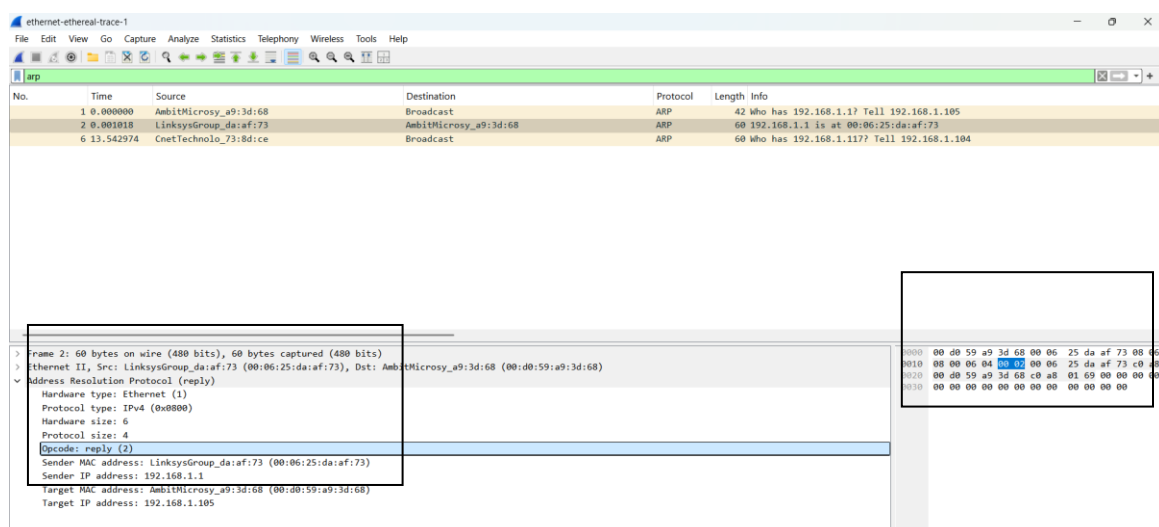 ethernet-ethereal-trace-1
File Edit View Go Capture Analyze Statistics Telephony Wireless Tools Help
arp
No. Time Source Destination Protocol Length Info
1 0.000000 AmbitMicrosy_a9:3d:68 Broadcast ARP 42 Who has 192.168.1.1? Tell 192.168.1.105
2 0.001018 LinksysGroup_da:af:73 AmbitMicrosy_a9:3d:68 ARP 60 192.168.1.1 is at 00:06:25:da:af:73
6 13.542974 CnetTechnolo_73:8d:ce Broadcast ARP 60 Who has 192.168.1.117? Tell 192.168.1.104
Frame 2: 60 bytes on wire (480 bits), 60 bytes captured (480 bits)
Ethernet II, Src: LinksysGroup_da:af:73 (00:06:25:da:af:73), Dst: AmbitMicrosy_a9:3d:68 (00:d0:59:a9:3d:68)
Address Resolution Protocol (reply)
Hardware type: Ethernet (1)
Protocol type: IPv4 (0x0800)
Hardware size: 6
Protocol size: 4
Opcode: reply (2)
Sender MAC address: LinksysGroup_da:af:73 (00:06:25:da:af:73)
Sender IP address: 192.168.1.1
Target MAC address: AmbitMicrosy_a9:3d:68 (00:d0:59:a9:3d:68)
Target IP address: 192.168.1.105
0000 00 d0 59 a9 3d 68 00 06 25 da af 73 08 06
0010 08 00 06 04 00 02 00 06 25 da af 73 c0 a8
0020 00 d0 59 a9 3d 68 c0 a8 01 69 00 00 00 00
0030 00 00 00 00 00 00 00 00 00 00 00 00